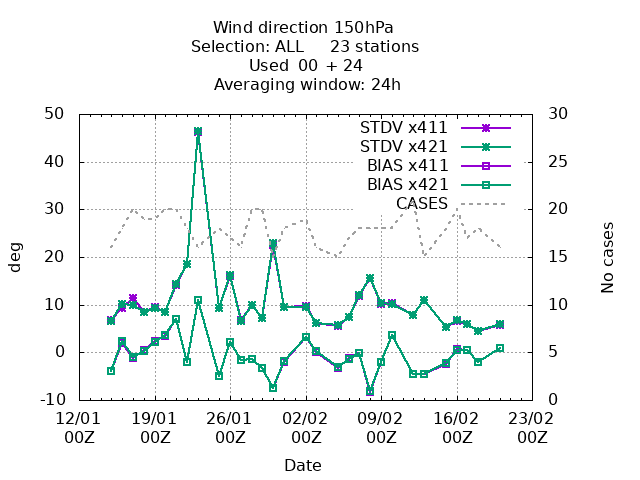 Wind direction 150hPa
Selection: ALL 23 stations
Used 00 + 24
Averaging window: 24h
50
40
30
20
10
0
-10
30
25
20
15
10
5
0
STDV x411
STDV x421
BIAS x411
BIAS x421
CASES
deg
No cases
12/01 19/01 26/01 02/02 09/02 16/02 23/02
00Z 00Z 00Z 00Z 00Z 00Z 00Z
Date